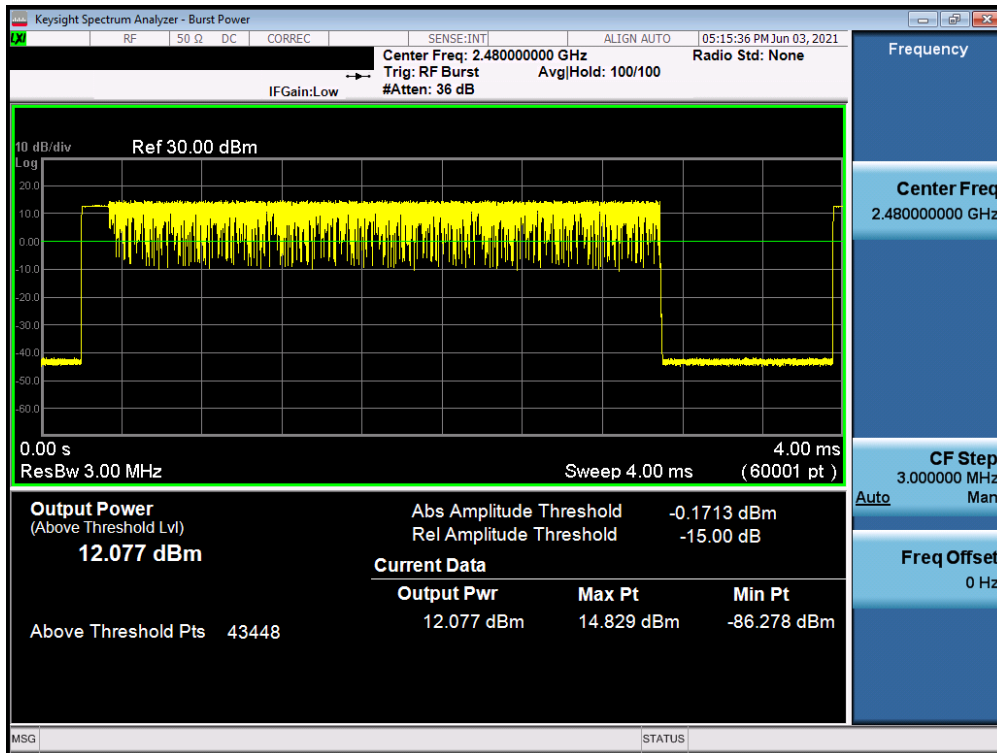 Keysight Spectrum Analyzer - Burst Power
LXI RF 50 Ω DC CORREC SENSE:INT ALIGN AUTO 05:15:36 PM Jun 03, 2021
Center Freq: 2.480000000 GHz Radio Std: None
Trig: RF Burst Avg|Hold: 100/100
IFGain:Low #Atten: 36 dB
Frequency
10 dB/div Ref 30.00 dBm
Log
20.0
10.0
0.00
-10.0
-20.0
-30.0
-40.0
-50.0
-60.0
0.00 s 4.00 ms
ResBw 3.00 MHz Sweep 4.00 ms (60001 pt)
Output Power
(Above Threshold Lvl)
12.077 dBm
Above Threshold Pts 43448
Abs Amplitude Threshold -0.1713 dBm
Rel Amplitude Threshold -15.00 dB
Current Data
Output Pwr Max Pt Min Pt
12.077 dBm 14.829 dBm -86.278 dBm
Center Freq
2.480000000 GHz
CF Step
3.000000 MHz
Auto Man
Freq Offset
0 Hz
MSG STATUS